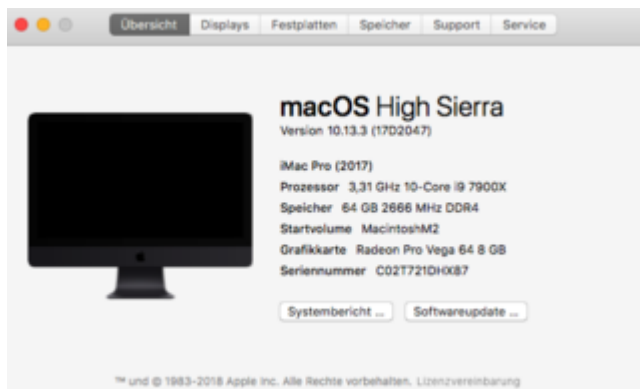 Übersicht Displays Festplatten Speicher Support Service
macOS High Sierra
Version 10.13.3 (17D2047)
iMac Pro (2017)
Prozessor 3,31 GHz 10-Core i9 7900X
Speicher 64 GB 2666 MHz DDR4
Startvolume MacintoshM2
Grafikkarte Radeon Pro Vega 64 8 GB
Seriennummer C02T721DHX87
Systembericht ... Softwareupdate ...
™ und © 1983-2018 Apple Inc. Alle Rechte vorbehalten. Lizenzvereinbarung